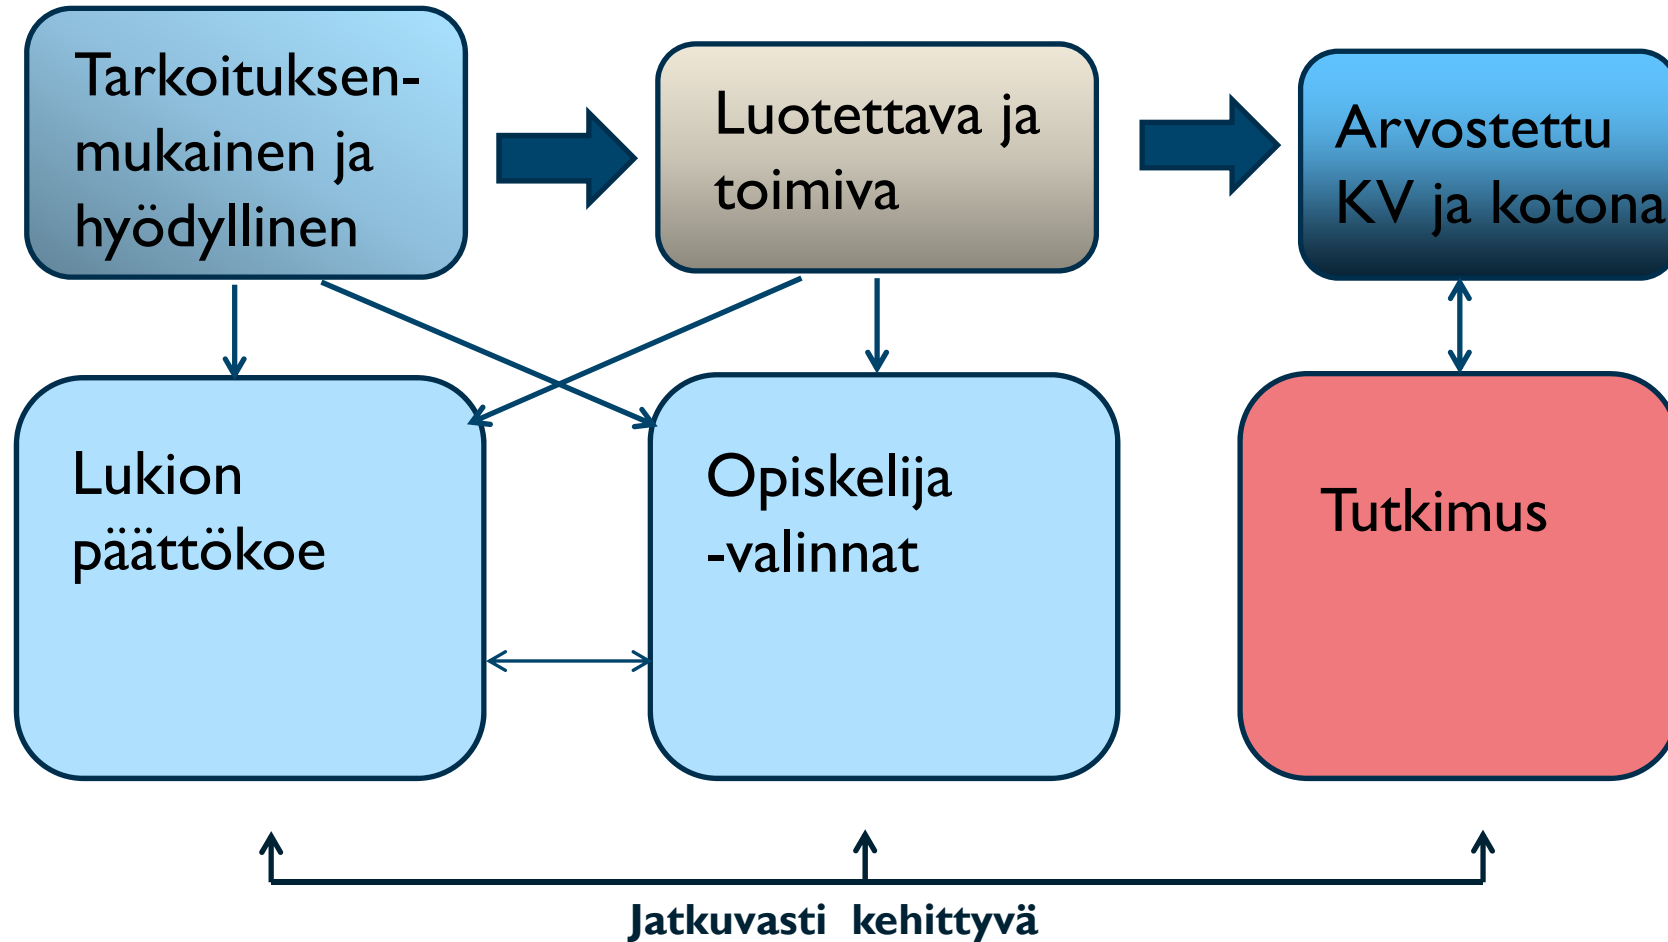 Tarkoituksen-
mukainen ja
hyödyllinen
Luotettava ja
toimiva
Arvostettu
KV ja kotona
Lukion
päättökoe
Opiskelija
-valinnat
Tutkimus
Jatkuvasti kehittyvä